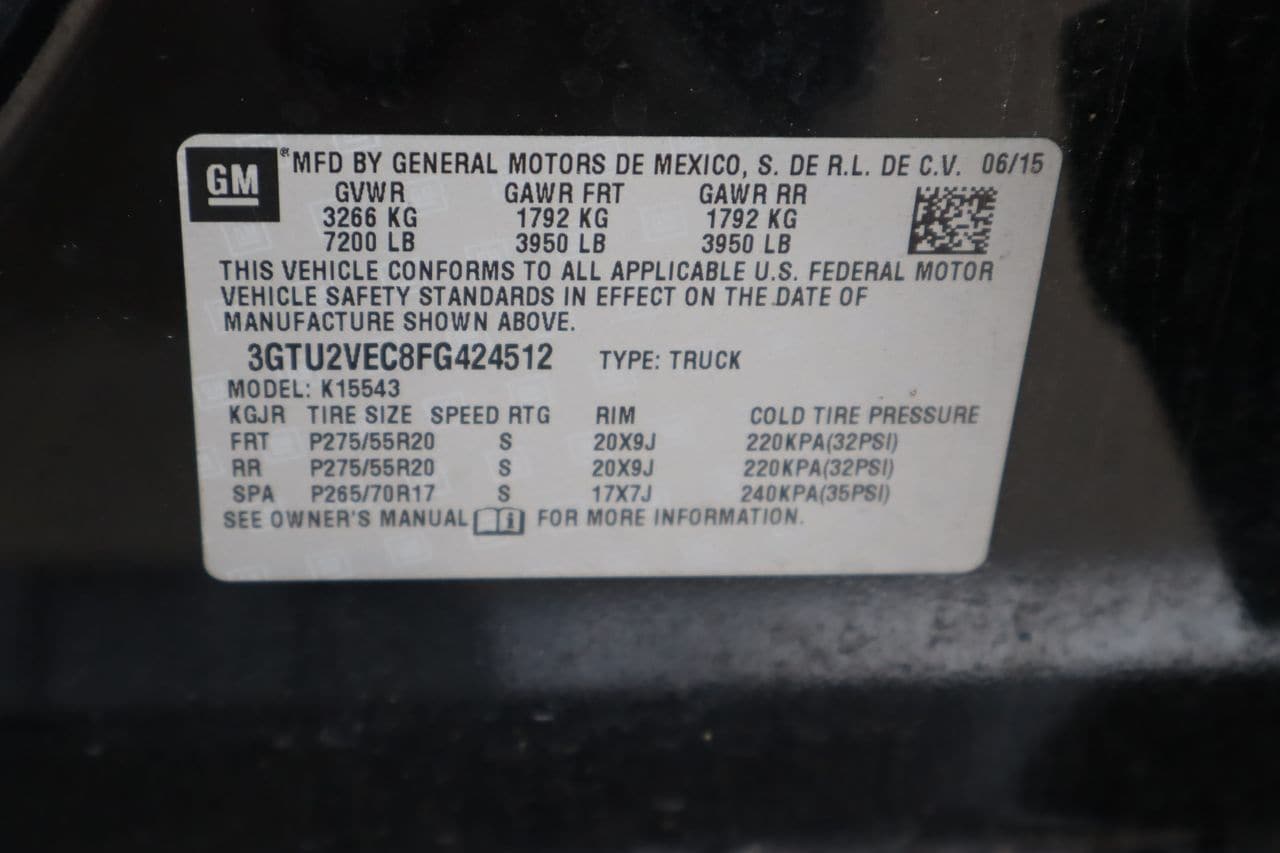 GM ® MFD BY GENERAL MOTORS DE MEXICO, S. DE R.L. DE C.V. 06/15
GVWR GAWR FRT GAWR RR
3266 KG 1792 KG 1792 KG
7200 LB 3950 LB 3950 LB
THIS VEHICLE CONFORMS TO ALL APPLICABLE U.S. FEDERAL MOTOR
VEHICLE SAFETY STANDARDS IN EFFECT ON THE DATE OF
MANUFACTURE SHOWN ABOVE.
3GTU2VEC8FG424512 TYPE: TRUCK
MODEL: K15543
KGJR TIRE SIZE SPEED RTG RIM COLD TIRE PRESSURE
FRT P275/55R20 S 20X9J 220KPA(32PSI)
RR P275/55R20 S 20X9J 220KPA(32PSI)
SPA P265/70R17 S 17X7J 240KPA(35PSI)
SEE OWNER'S MANUAL i FOR MORE INFORMATION.